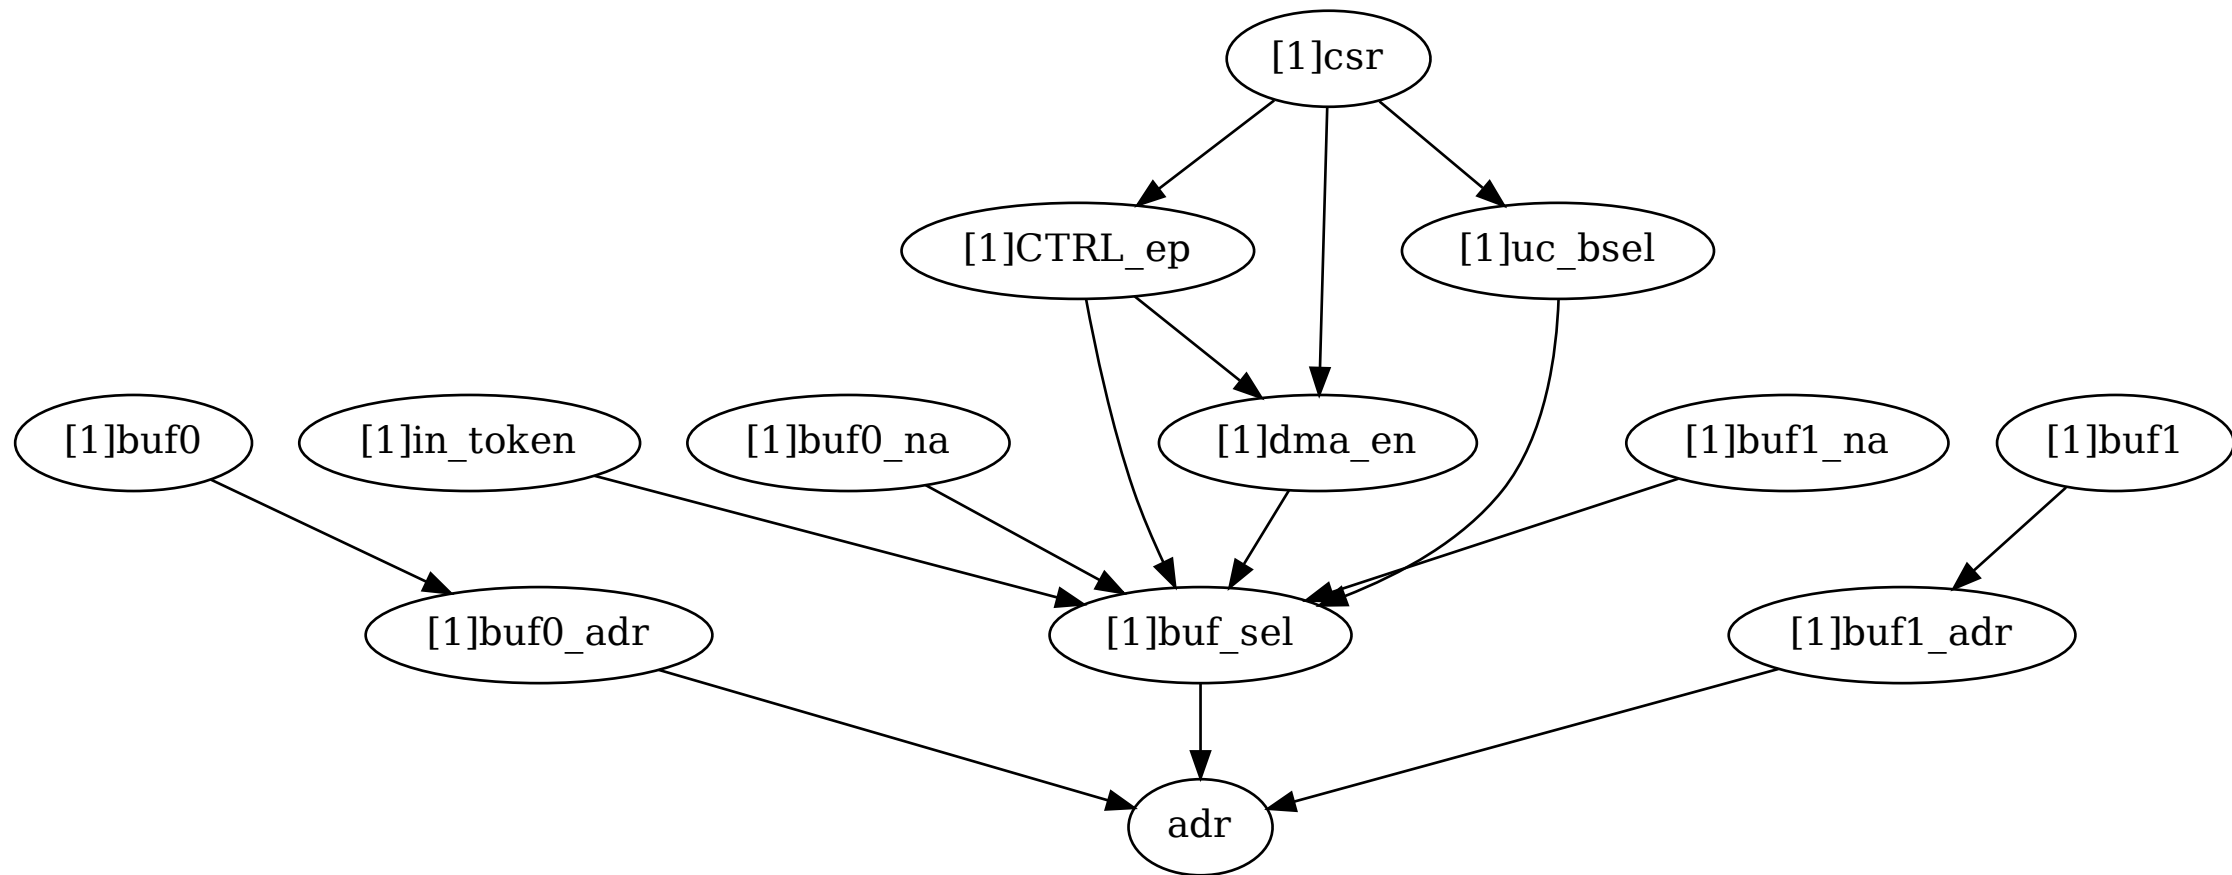 [1]csr
[1]CTRL_ep
[1]uc_bsel
[1]buf0
[1]in_token
[1]buf0_na
[1]dma_en
[1]buf1_na
[1]buf1
[1]buf0_adr
[1]buf_sel
[1]buf1_adr
adr